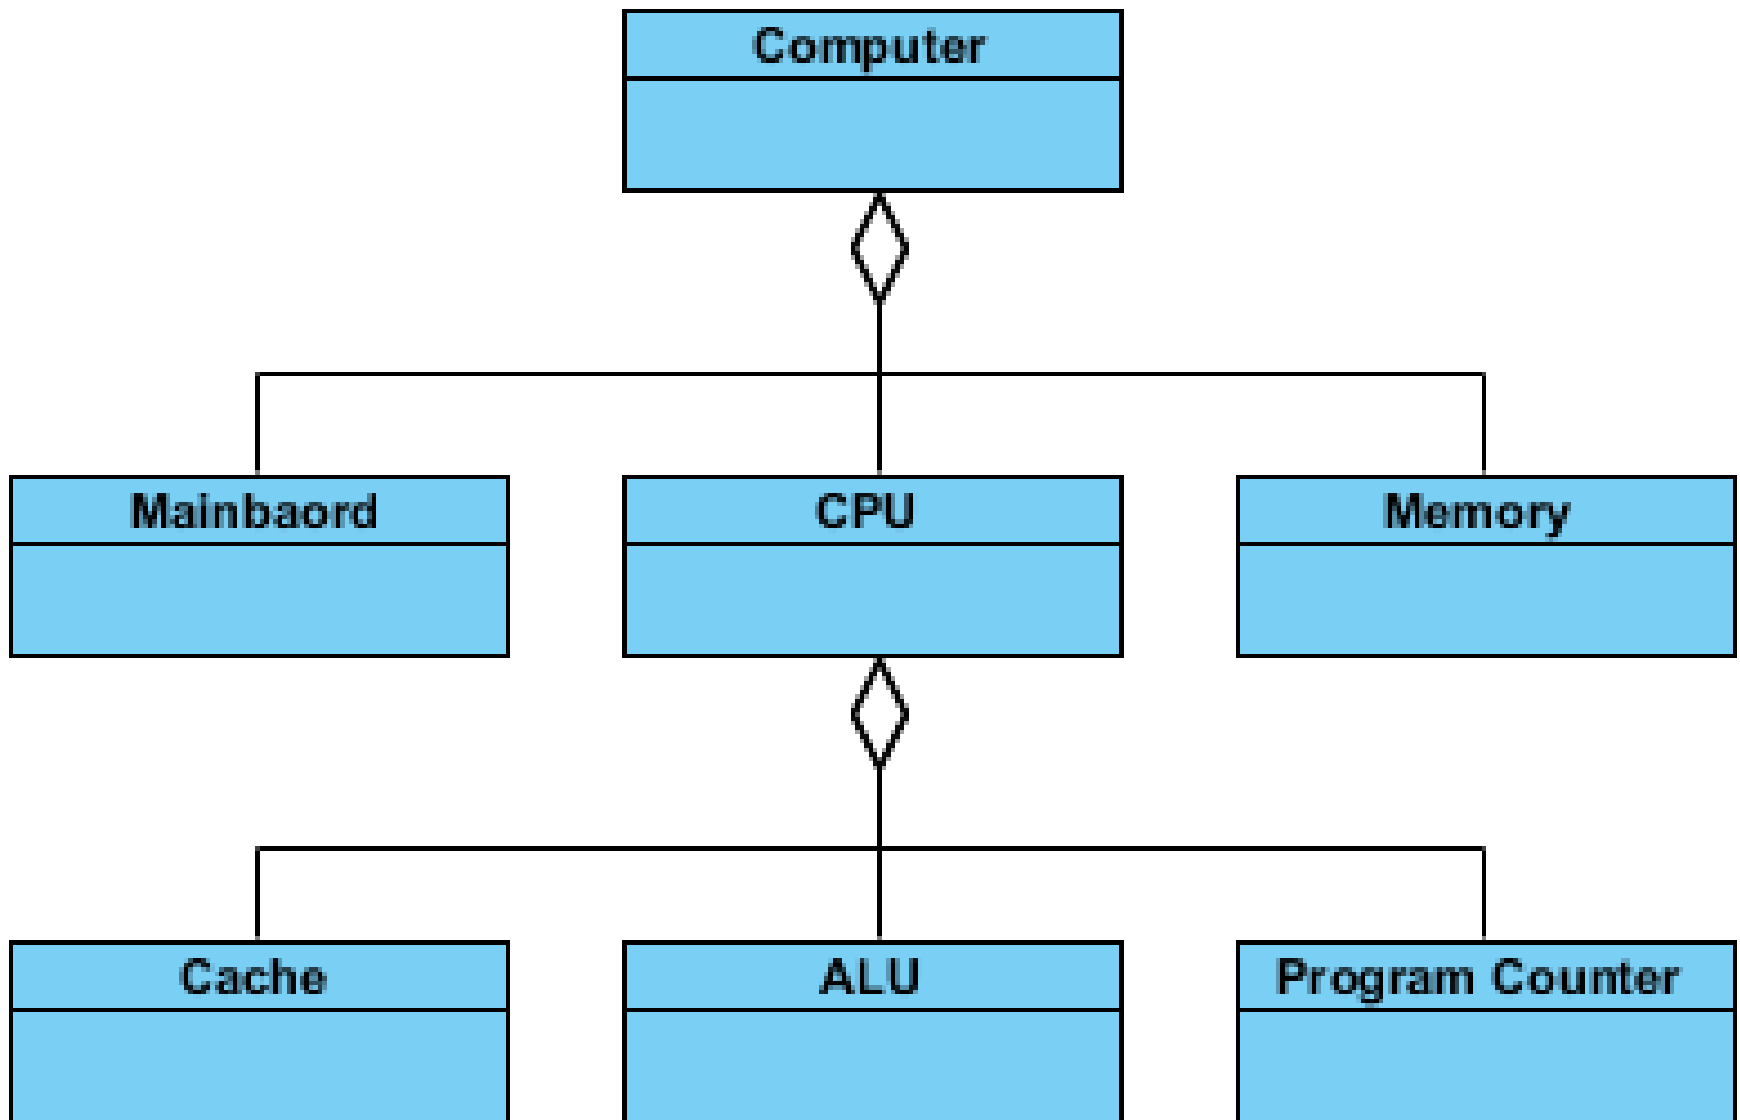 Computer
Mainbaord
CPU
Memory
Cache
ALU
Program Counter